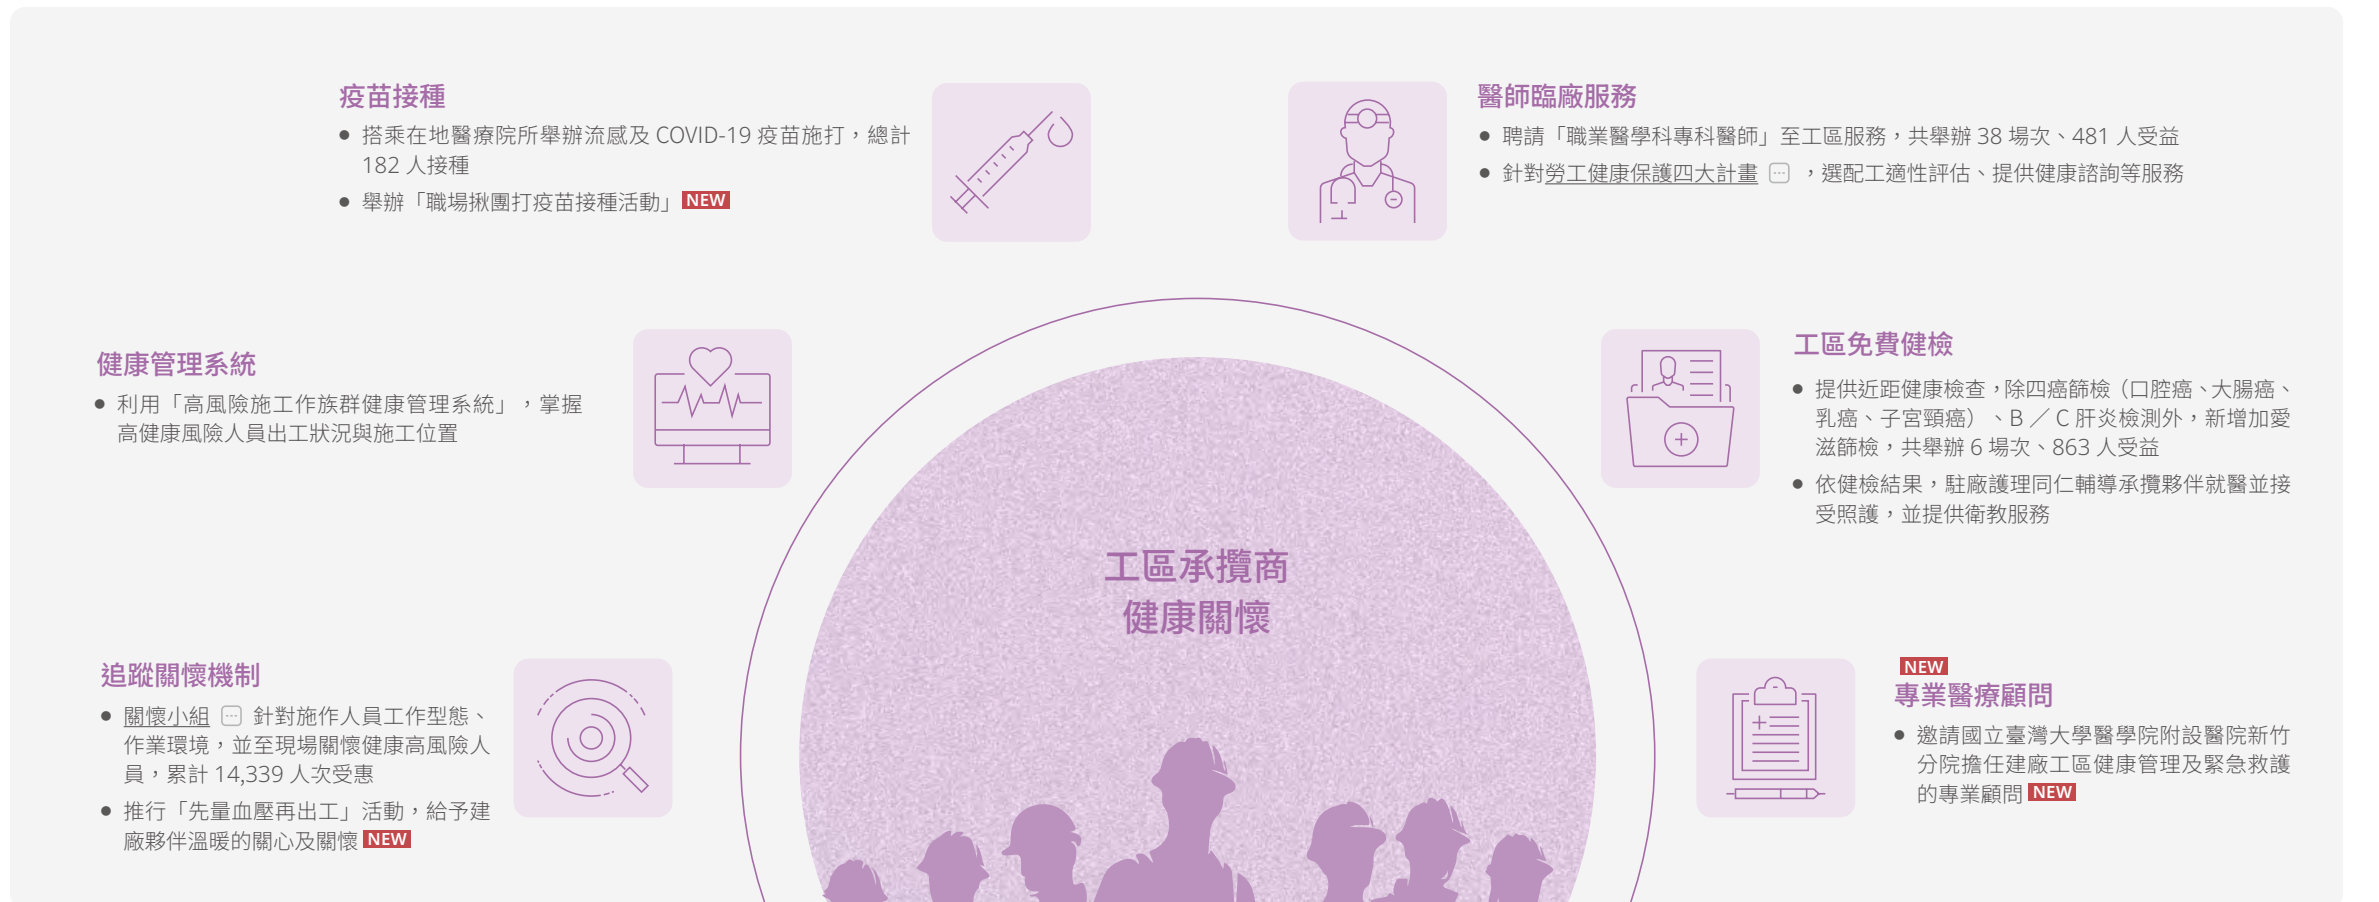 疫苗接種
● 搭乘在地醫療院所舉辦流感及 COVID-19 疫苗施打，總計
182 人接種
● 舉辦「職場揪團打疫苗接種活動」 NEW
醫師臨廠服務
● 聘請「職業醫學科專科醫師」至工區服務，共舉辦 38 場次、481 人受益
● 針對勞工健康保護四大計畫 ，選配工適性評估、提供健康諮詢等服務
健康管理系統
● 利用「高風險施工作族群健康管理系統」，掌握
高健康風險人員出工狀況與施工位置
工區免費健檢
● 提供近距健康檢查，除四癌篩檢（口腔癌、大腸癌、
乳癌、子宮頸癌）、B ／ C 肝炎檢測外，新增加愛
滋篩檢，共舉辦 6 場次、863 人受益
● 依健檢結果，駐廠護理同仁輔導承攬夥伴就醫並接
受照護，並提供衛教服務
工區承攬商
健康關懷
追蹤關懷機制
● 關懷小組 針對施作人員工作型態、
作業環境，並至現場關懷健康高風險人
員，累計 14,339 人次受惠
● 推行「先量血壓再出工」活動，給予建
廠夥伴溫暖的關心及關懷 NEW
NEW
專業醫療顧問
● 邀請國立臺灣大學醫學院附設醫院新竹
分院擔任建廠工區健康管理及緊急救護
的專業顧問 NEW